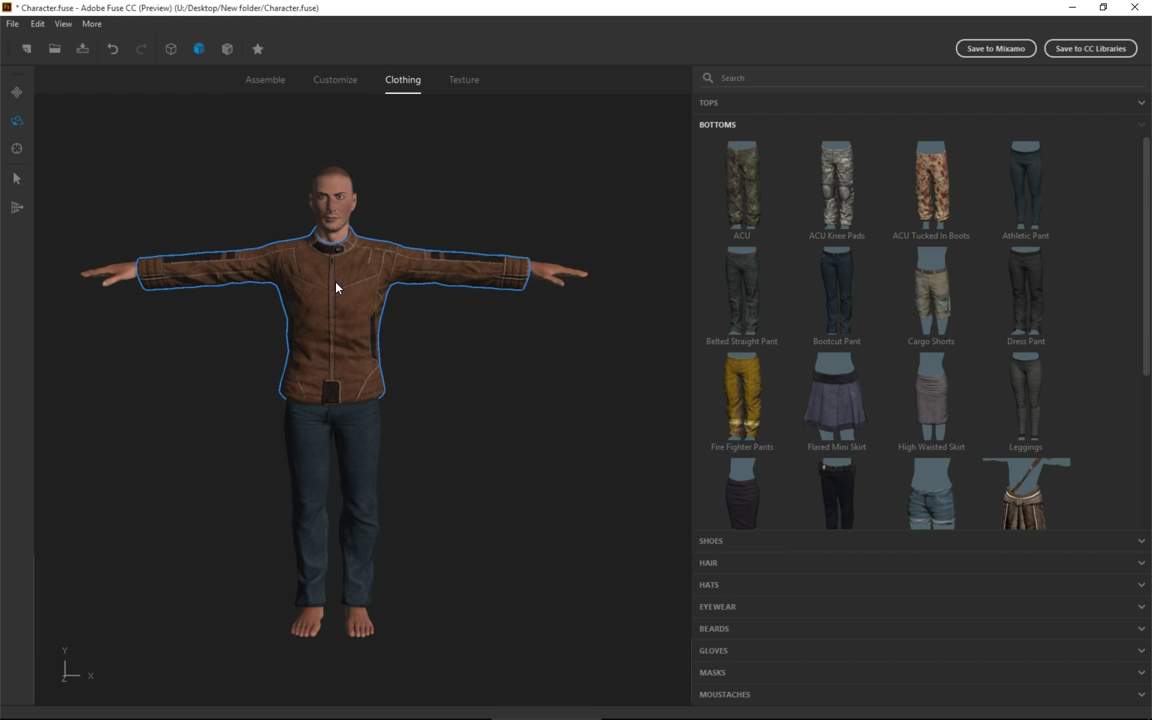 * Character.fuse - Adobe Fuse CC (Preview) (U:/Desktop/New folder/Character.fuse)
File Edit View More
Save to Mixamo Save to CC Libraries
Assemble Customize Clothing Texture
Search
TOPS
BOTTOMS
ACU ACU Knee Pads ACU Tucked In Boots Athletic Pant
Belted Straight Pant Bootcut Pant Cargo Shorts Dress Pant
Fire Fighter Pants Flared Mini Skirt High Waisted Skirt Leggings
SHOES
HAIR
HATS
EYEWEAR
BEARDS
GLOVES
MASKS
MOUSTACHES
Y
Z X